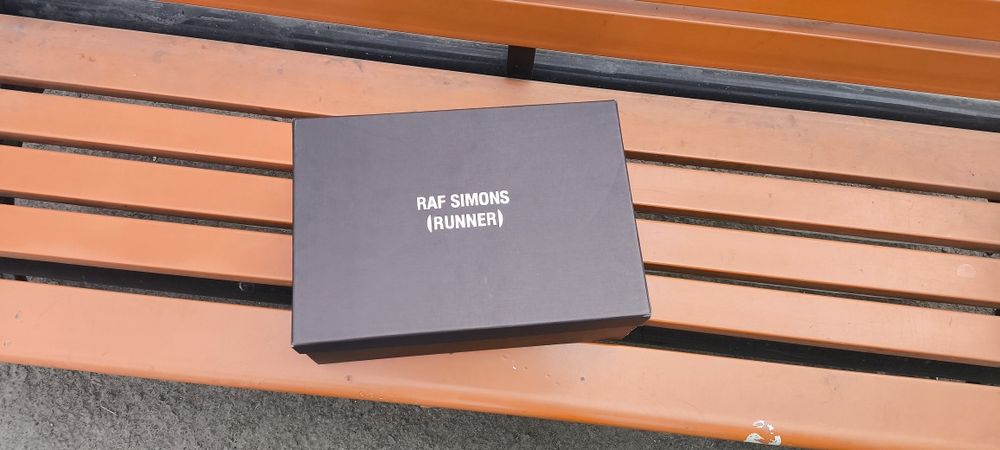 RAF SIMONS
(RUNNER)